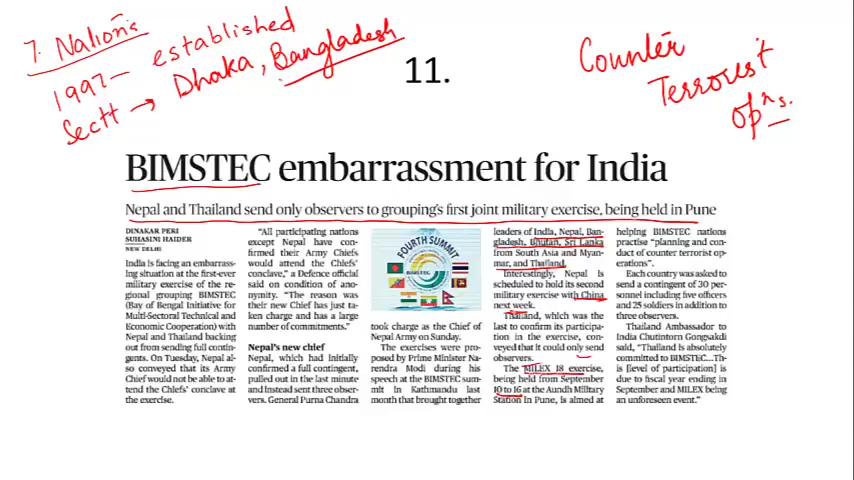 7. Nations
1997- established
Sectt → Dhaka, Bangladesh
11.
Counter
Terrorist
opns.
BIMSTEC embarrassment for India
Nepal and Thailand send only observers to grouping's first joint military exercise, being held in Pune
DINAKAR PERI
SUHASINI HAIDER
NEW DELHI
India is facing an embarrass-
ing situation at the first-ever
military exercise of the re-
gional grouping BIMSTEC
(Bay of Bengal Initiative for
Multi-Sectoral Technical and
Economic Cooperation) with
Nepal and Thailand backing
out from sending full contin-
gents. On Tuesday, Nepal al-
so conveyed that its Army
Chief would not be able to at-
tend the Chiefs' conclave at
the exercise.
"All participating nations
except Nepal have con-
firmed their Army Chiefs
would attend the Chiefs'
conclave," a Defence official
said on condition of ano-
nymity. "The reason was
their new Chief has just ta-
ken charge and has a large
number of commitments."
Nepal's new chief
Nepal, which had initially
confirmed a full contingent,
pulled out in the last minute
and instead sent three obser-
vers. General Purna Chandra
FOURTH SUMMIT
BIMSTEC
took charge as the Chief of
Nepal Army on Sunday.
The exercises were pro-
posed by Prime Minister Na-
rendra Modi during his
speech at the BIMSTEC sum-
mit in Kathmandu last
month that brought together
leaders of India, Nepal, Ban-
gladesh, Bhutan, Sri Lanka
from South Asia and Myan-
mar, and Thailand.
Interestingly, Nepal is
scheduled to hold its second
military exercise with China
next week.
Thailand, which was the
last to confirm its participa-
tion in the exercise, con-
veyed that it could only send
observers.
The MILEX 18 exercise,
being held from September
10 to 16 at the Aundh Military
Station in Pune, is aimed at
helping BIMSTEC nations
practise "planning and con-
duct of counter terrorist op-
erations".
Each country was asked to
send a contingent of 30 per-
sonnel including five officers
and 25 soldiers in addition to
three observers.
Thailand Ambassador to
India Chutintorn Gongsakdi
said, "Thailand is absolutely
committed to BIMSTEC...Th-
is [level of participation] is
due to fiscal year ending in
September and MILEX being
an unforeseen event."